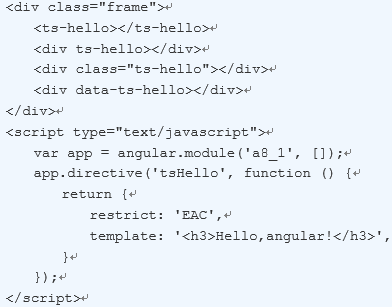 <div class="frame">↵
<ts-hello></ts-hello>↵
<div ts-hello></div>↵
<div class="ts-hello"></div>↵
<div data-ts-hello></div>↵
</div>↵
<script type="text/javascript">↵
var app = angular.module('a8_1', []);↵
app.directive('tsHello', function () {↵
return {↵
restrict: 'EAC',↵
template: '<h3>Hello,angular!</h3>',
}↵
});↵
</script>↵